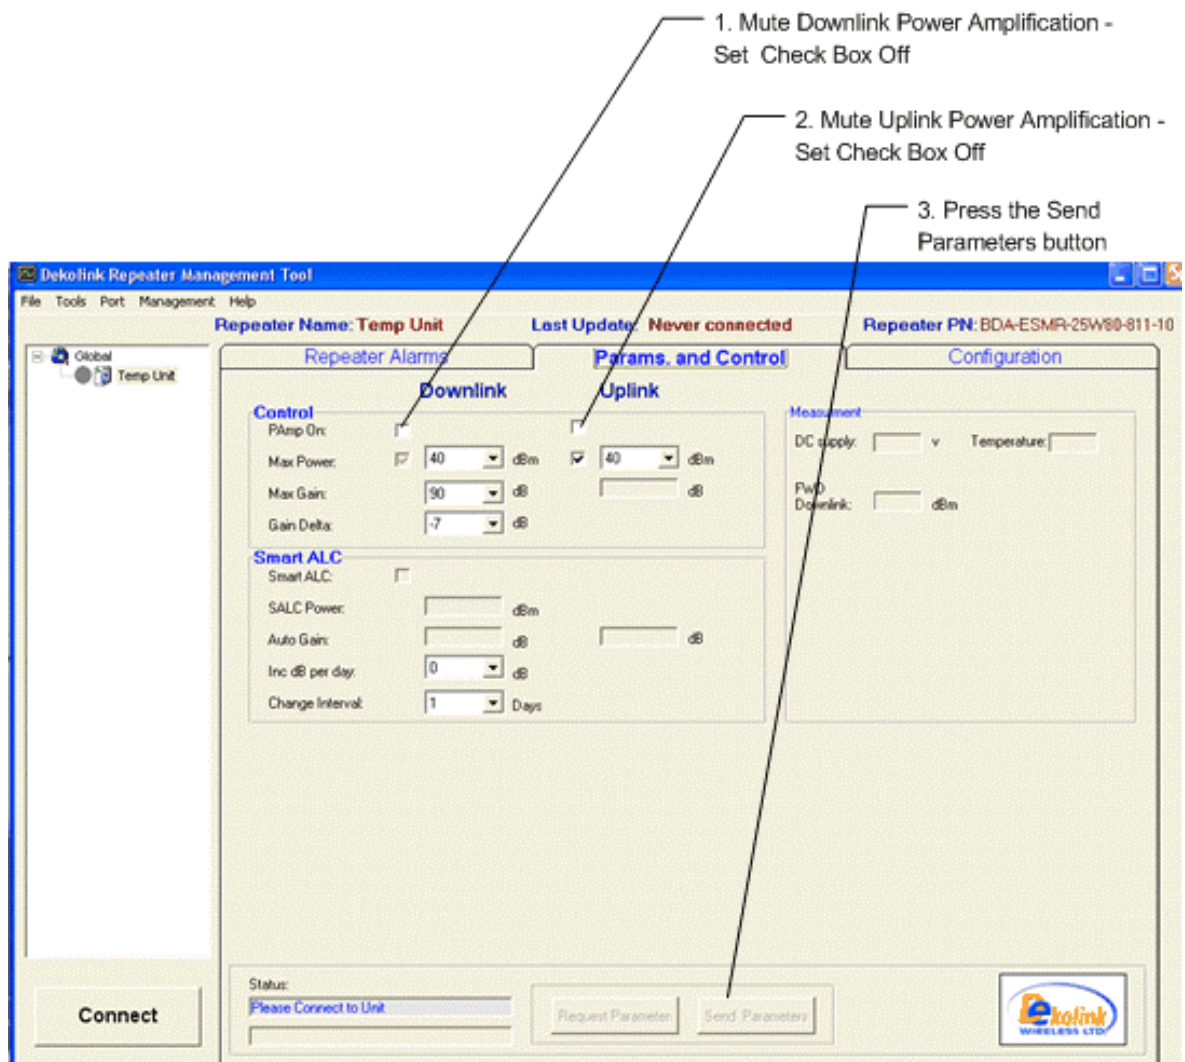 1. Mute Downlink Power Amplification -
Set Check Box Off
2. Mute Uplink Power Amplification -
Set Check Box Off
3. Press the Send
Parameters button
Dekolink Repeater Management Tool
File Tools Port Management Help
Repeater Name: Temp Unit Last Update: Never connected Repeater PN: BDA-ESMR-25W80-811-10
Global
Temp Unit
Repeater Alarms Params. and Control Configuration
Downlink Uplink
Control
PAmp On:
Max Power: 40 dBm 40 dBm
Max Gain: 90 dB dB
Gain Delta: -7 dB
Smart ALC
Smart ALC:
SALC Power: dBm
Auto Gain: dB dB
Inc dB per day: 0 dB
Change Interval: 1 Days
Measurment
DC supply: v Temperature:
FWD
Downlink: dBm
Connect
Status:
Please Connect to Unit
Request Parameter Send Parameters
Dekolink
WIRELESS LTD